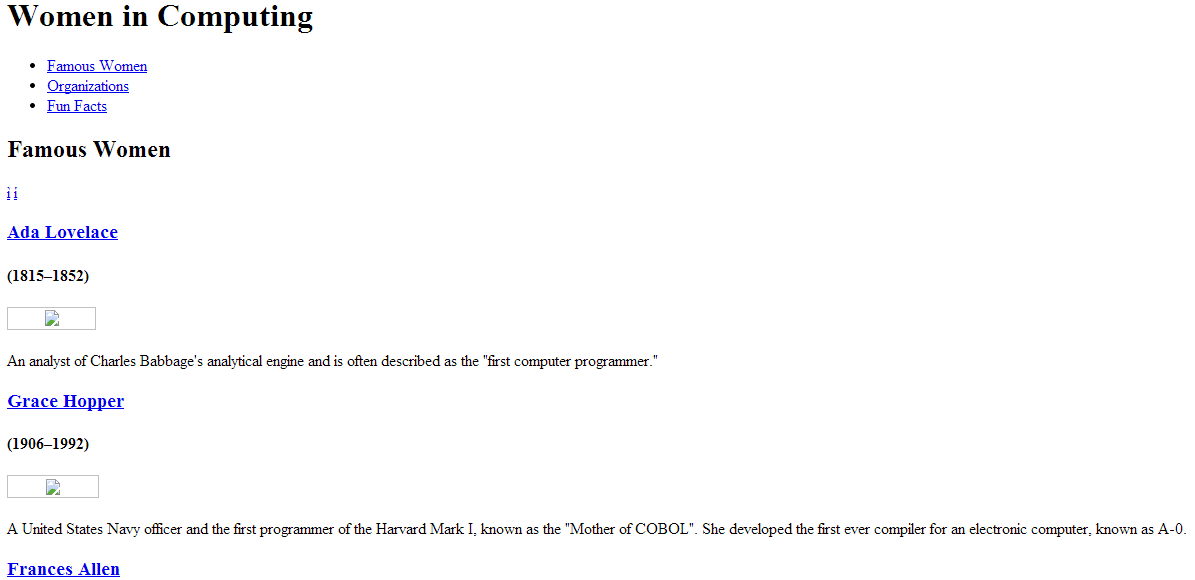 Women in Computing
Famous Women
Organizations
Fun Facts
Famous Women
ì í
Ada Lovelace
(1815–1852)
An analyst of Charles Babbage's analytical engine and is often described as the "first computer programmer."
Grace Hopper
(1906–1992)
A United States Navy officer and the first programmer of the Harvard Mark I, known as the "Mother of COBOL". She developed the first ever compiler for an electronic computer, known as A-0.
Frances Allen